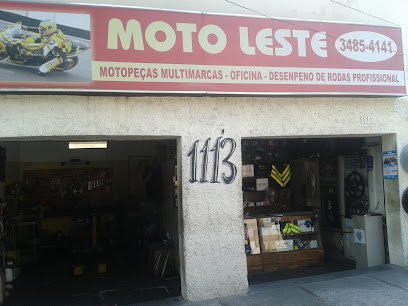 MOTO LESTE 3485-4141
MOTOPEÇAS MULTIMARCAS - OFICINA - DESENPENO DE RODAS PROFISSIONAL
1113